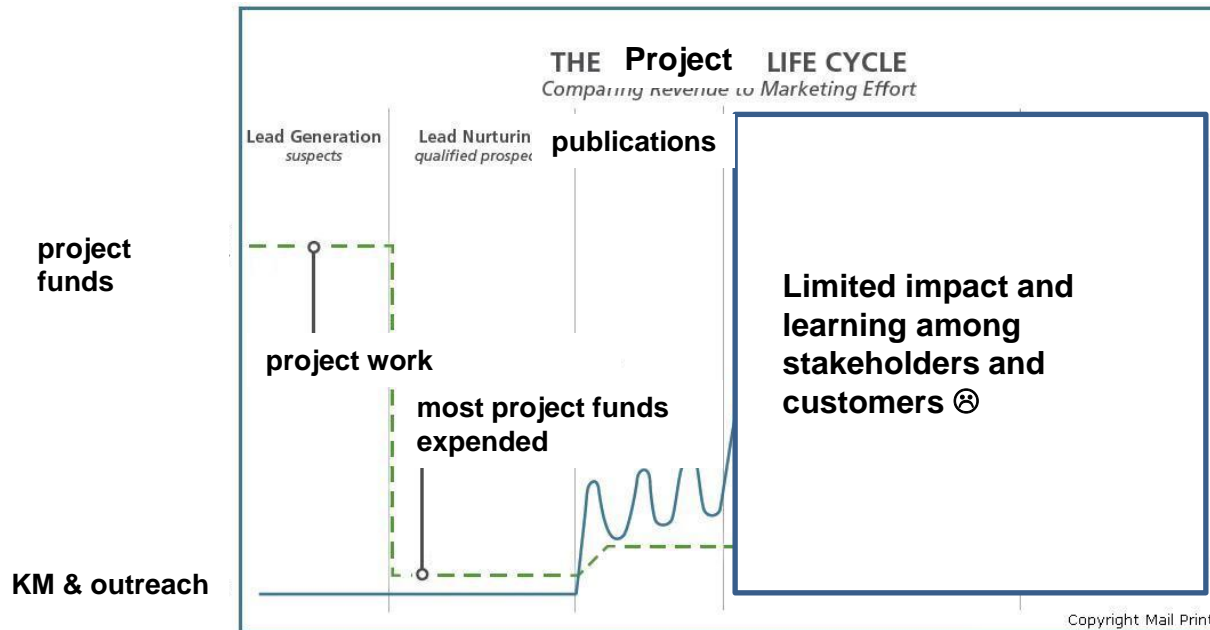 THE Project LIFE CYCLE
Comparing Revenue to Marketing Effort
Lead Generation
suspects
Lead Nurturin
qualified prospec
publications
project
funds
project work
most project funds
expended
Limited impact and
learning among
stakeholders and
customers ☹
KM & outreach
Copyright Mail Print